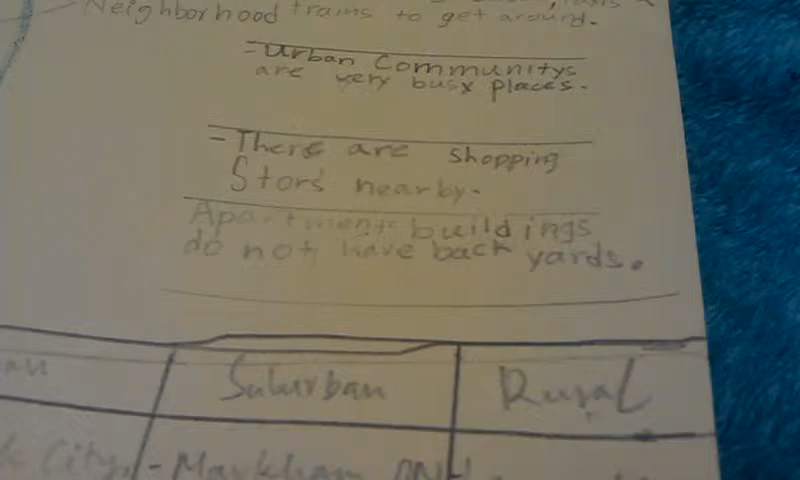 Neighborhood trains to get around.
- Urban Communitys
are very busy places.
- There are shopping
Stors nearby.
Apartment buildings
do not have back yards.
Suburban Rural
City, - Markham ON